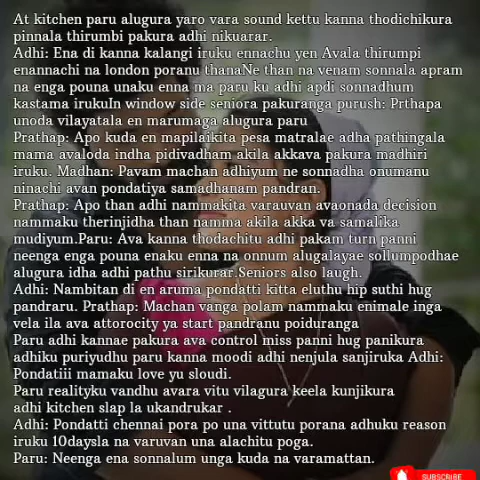 At kitchen paru alugura yaro vara sound kettu kanna thodichikura
pinnala thirumbi pakura adhi nikuarar.
Adhi: Ena di kanna kalangi iruku ennachu yen Avala thirumpi
enannachi na london poranu thanaNe than na venam sonnala apram
na enga pouna unaku enna ma paru ku adhi apdi sonnadhum
kastama irukuIn window side seniora pakuranga purush: Prthapa
unoda vilayatala en marumaga alugura paru
Prathap: Apo kuda en mapilaikita pesa matralae adha pathingala
mama avaloda indha pidivadham akila akkava pakura madhiri
iruku. Madhan: Pavam machan adhiyum ne sonnadha onumanu
ninachi avan pondatiya samadhanam pandran.
Prathap: Apo than adhi nammakita varauvan avaonada decision
nammaku therinjidha than namma akila akka va samalika
mudiyum.Paru: Ava kanna thodachitu adhi pakam turn panni
neenga enga pouna enaku enna na onnum alugalayae sollumpodhae
alugura idha adhi pathu sirikurar.Seniors also laugh.
Adhi: Nambitan di en aruma pondatti kitta eluthu hip suthi hug
pandraru. Prathap: Machan vanga polam nammaku enimale inga
vela ila ava attorocity ya start pandranu poiduranga
Paru adhi kannae pakura ava control miss panni hug panikura
adhiku puriyudhu paru kanna moodi adhi nenjula sanjiruka Adhi:
Pondatiii mamaku love yu sloudi.
Paru realityku vandhu avara vitu vilagura keela kunjikura
adhi kitchen slap la ukandrukar .
Adhi: Pondatti chennai pora po una vittutu porana adhuku reason
iruku 10daysla na varuvan una alachitu poga.
Paru: Neenga ena sonnalum unga kuda na varamattan.
SUBSCRIBE